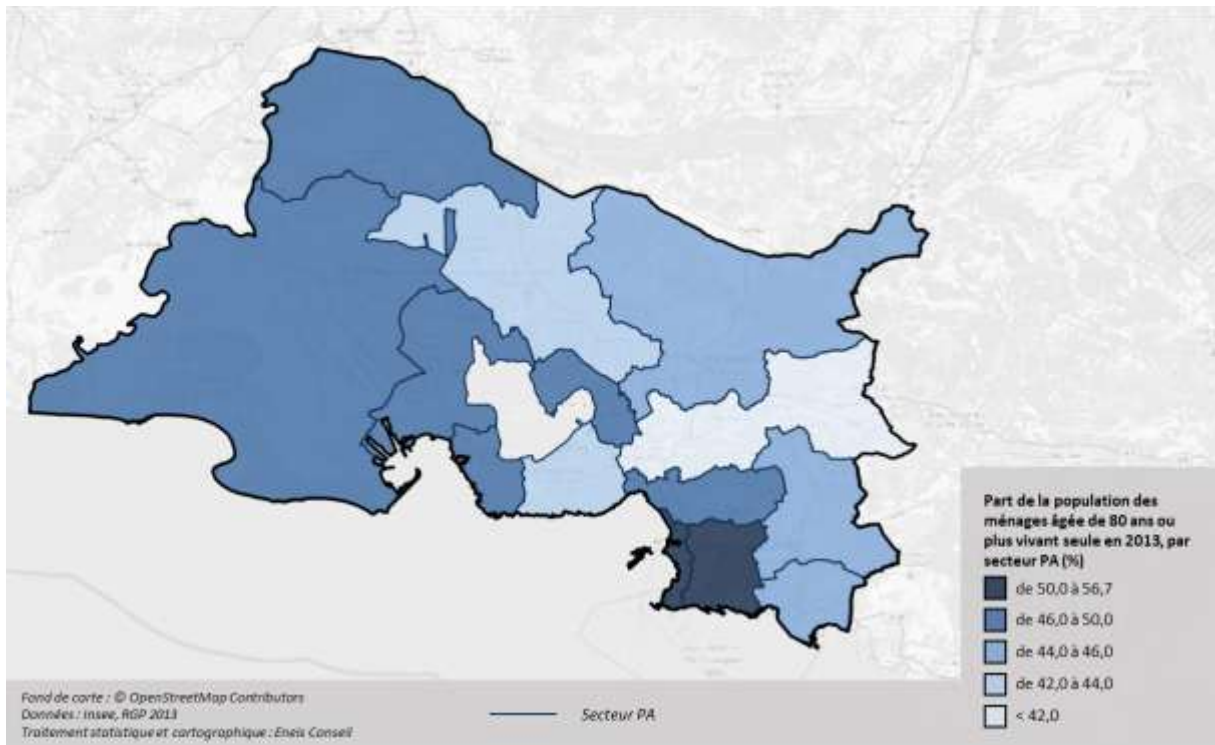 Part de la population des
ménages âgée de 80 ans ou
plus vivant seule en 2013, par
secteur PA (%)
de 50,0 à 56,7
de 46,0 à 50,0
de 44,0 à 46,0
de 42,0 à 44,0
< 42,0
Fond de carte : © OpenStreetMap Contributors
Données : Insee, RGP 2013
Traitement statistique et cartographique : Eneis Conseil
Secteur PA